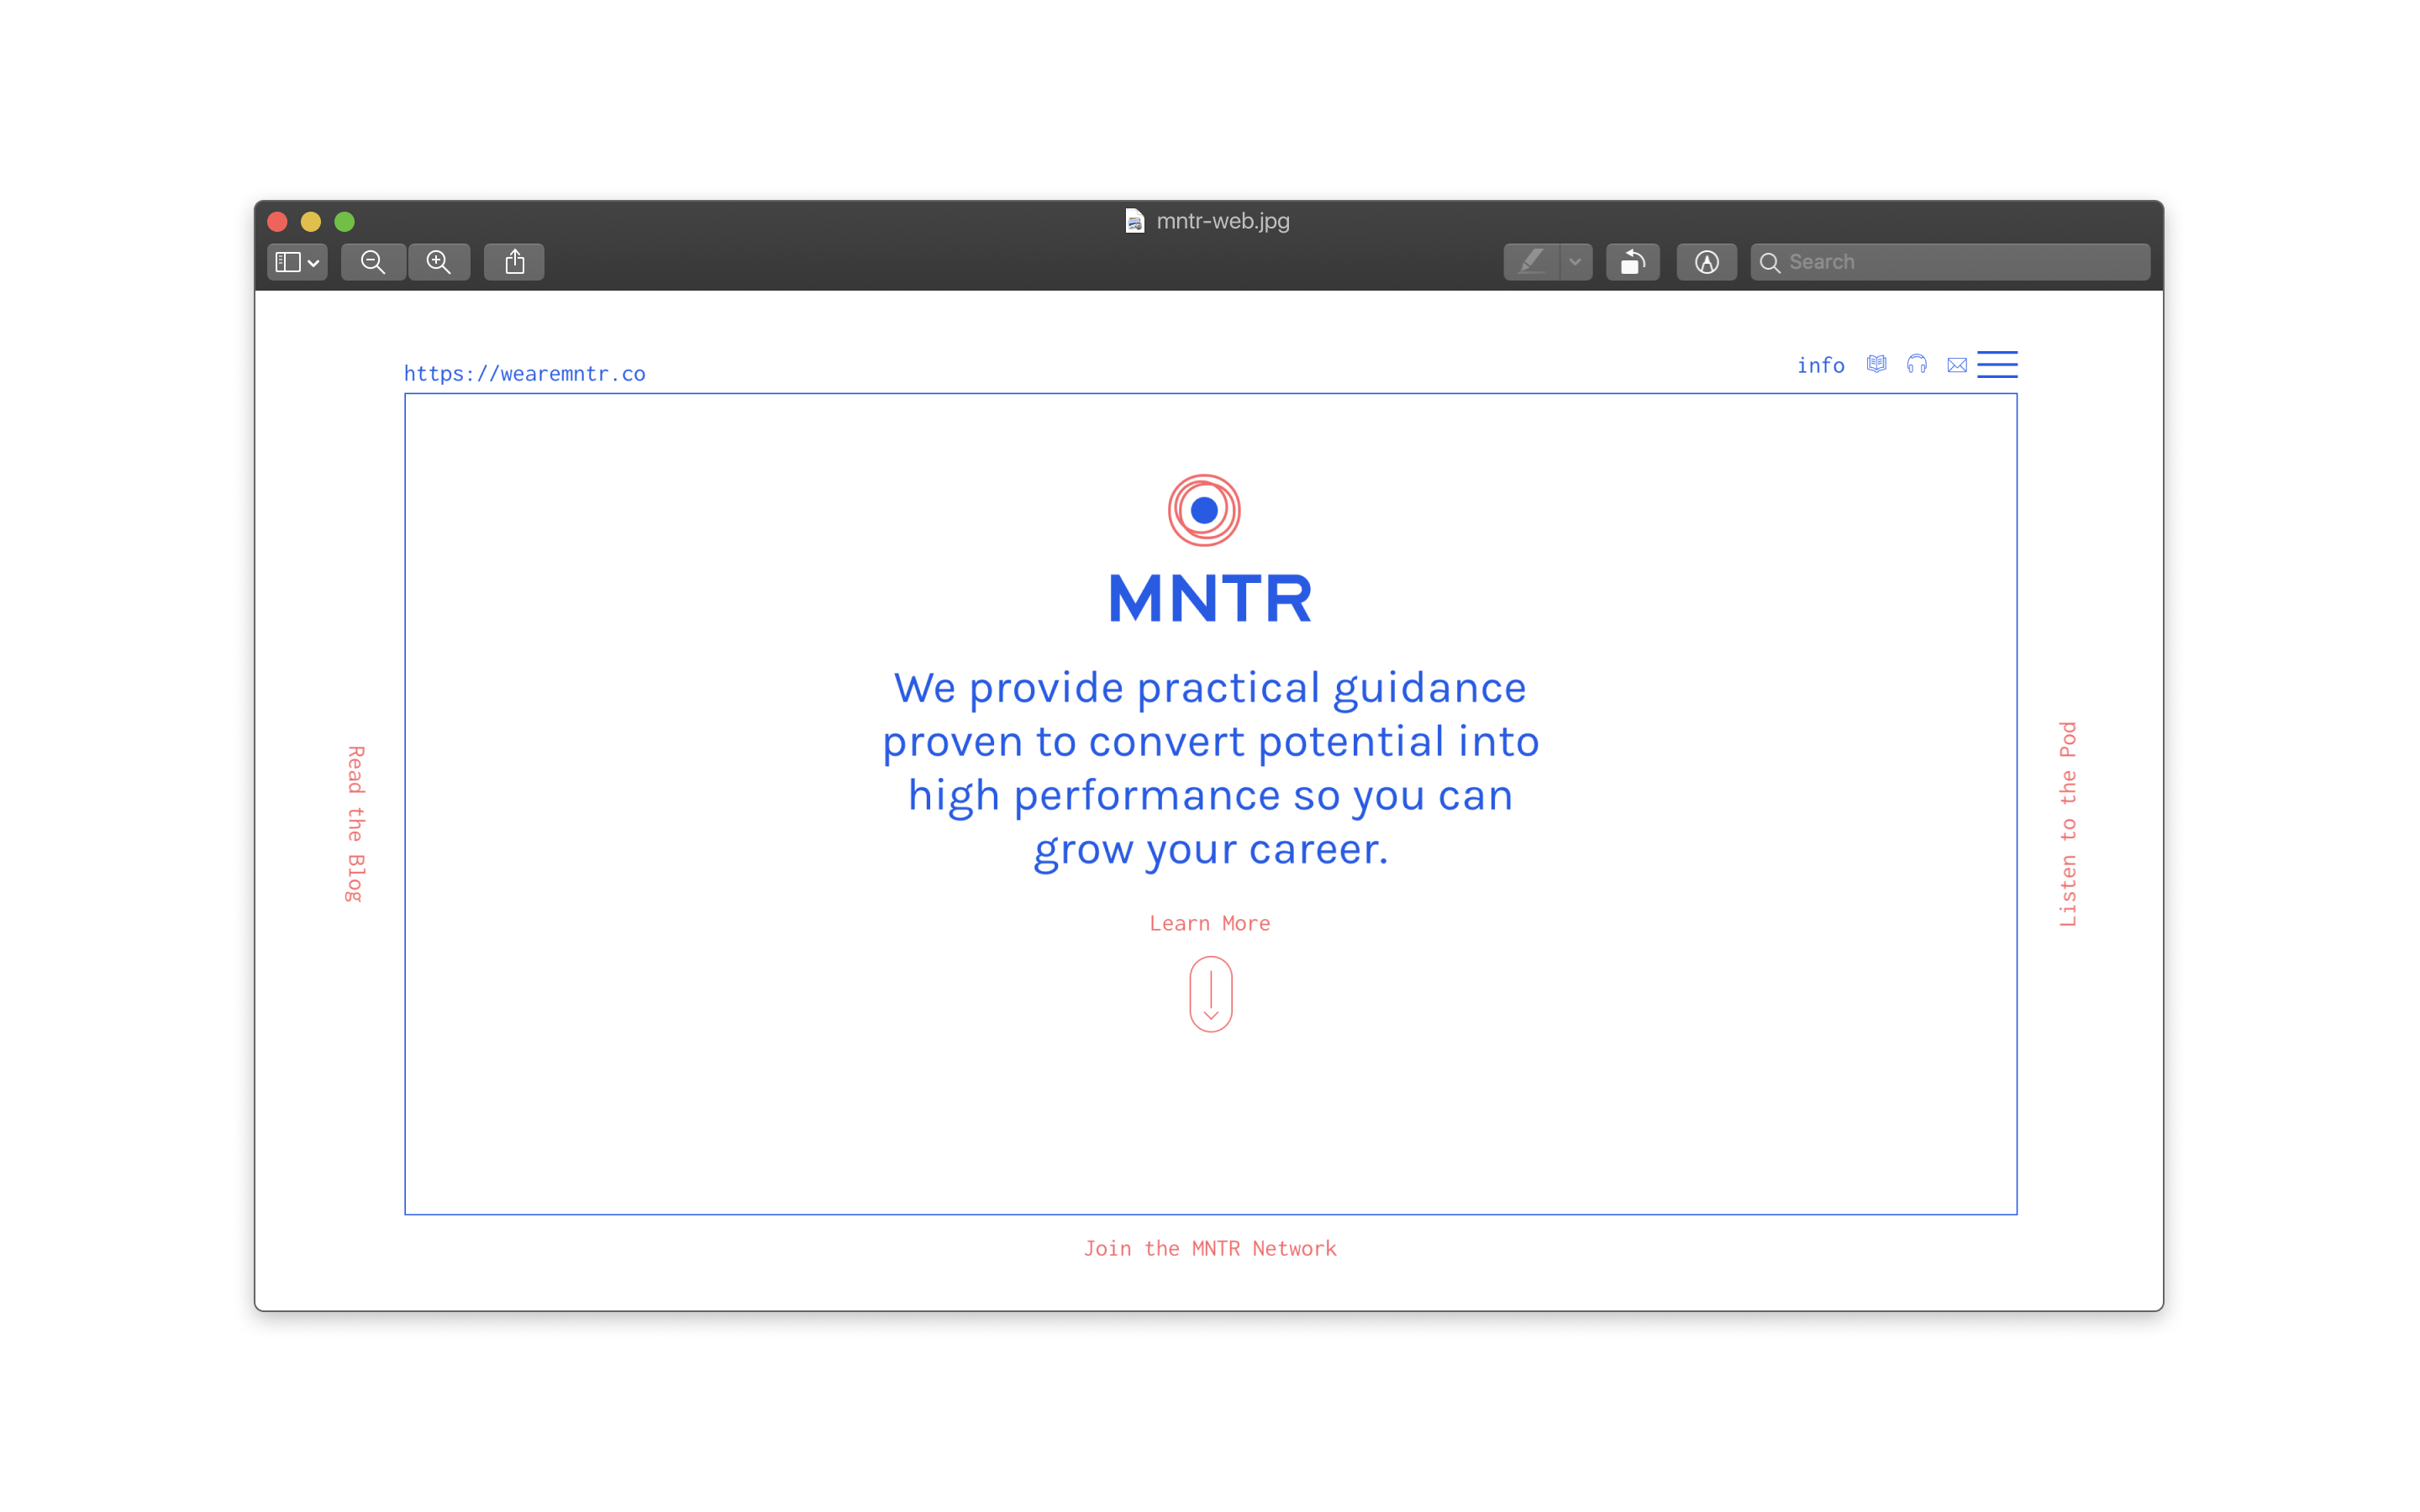 mntr-web.jpg
Search
https://wearemntr.co
info
MNTR
We provide practical guidance
proven to convert potential into
high performance so you can
grow your career.
Learn More
Read the Blog
Listen to the Pod
Join the MNTR Network